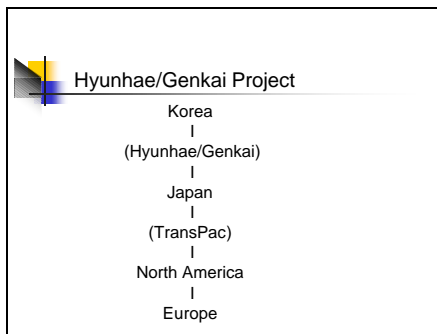 Hyunhae/Genkai Project
Korea
I
(Hyunhae/Genkai)
I
Japan
I
(TransPac)
I
North America
I
Europe